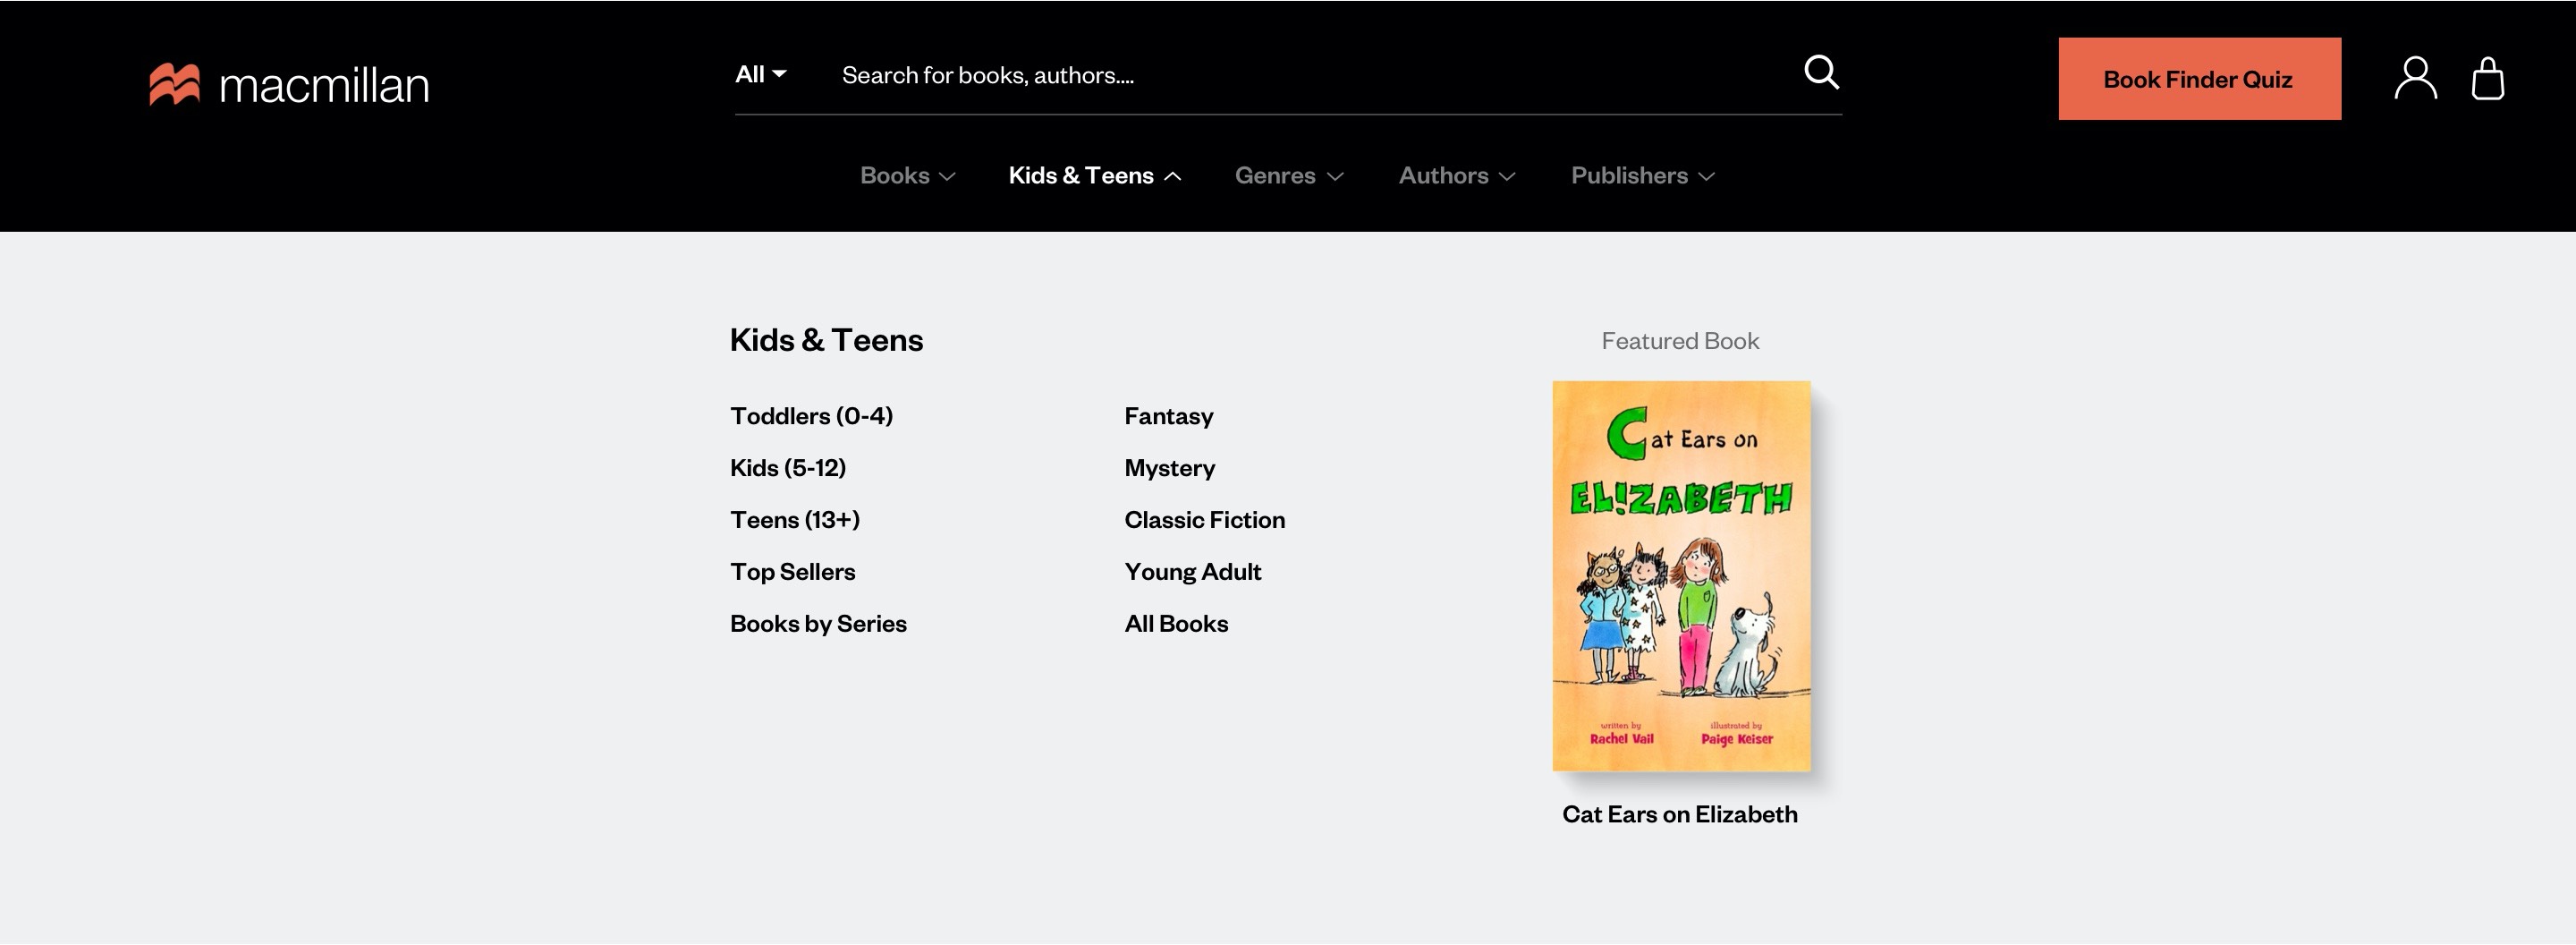 macmillan
All
Search for books, authors....
Book Finder Quiz
Books
Kids & Teens
Genres
Authors
Publishers
Kids & Teens
Toddlers (0-4)
Kids (5-12)
Teens (13+)
Top Sellers
Books by Series
Fantasy
Mystery
Classic Fiction
Young Adult
All Books
Featured Book
Cat Ears on
EL!ZABETH
written by
Rachel Vail
illustrated by
Paige Keiser
Cat Ears on Elizabeth